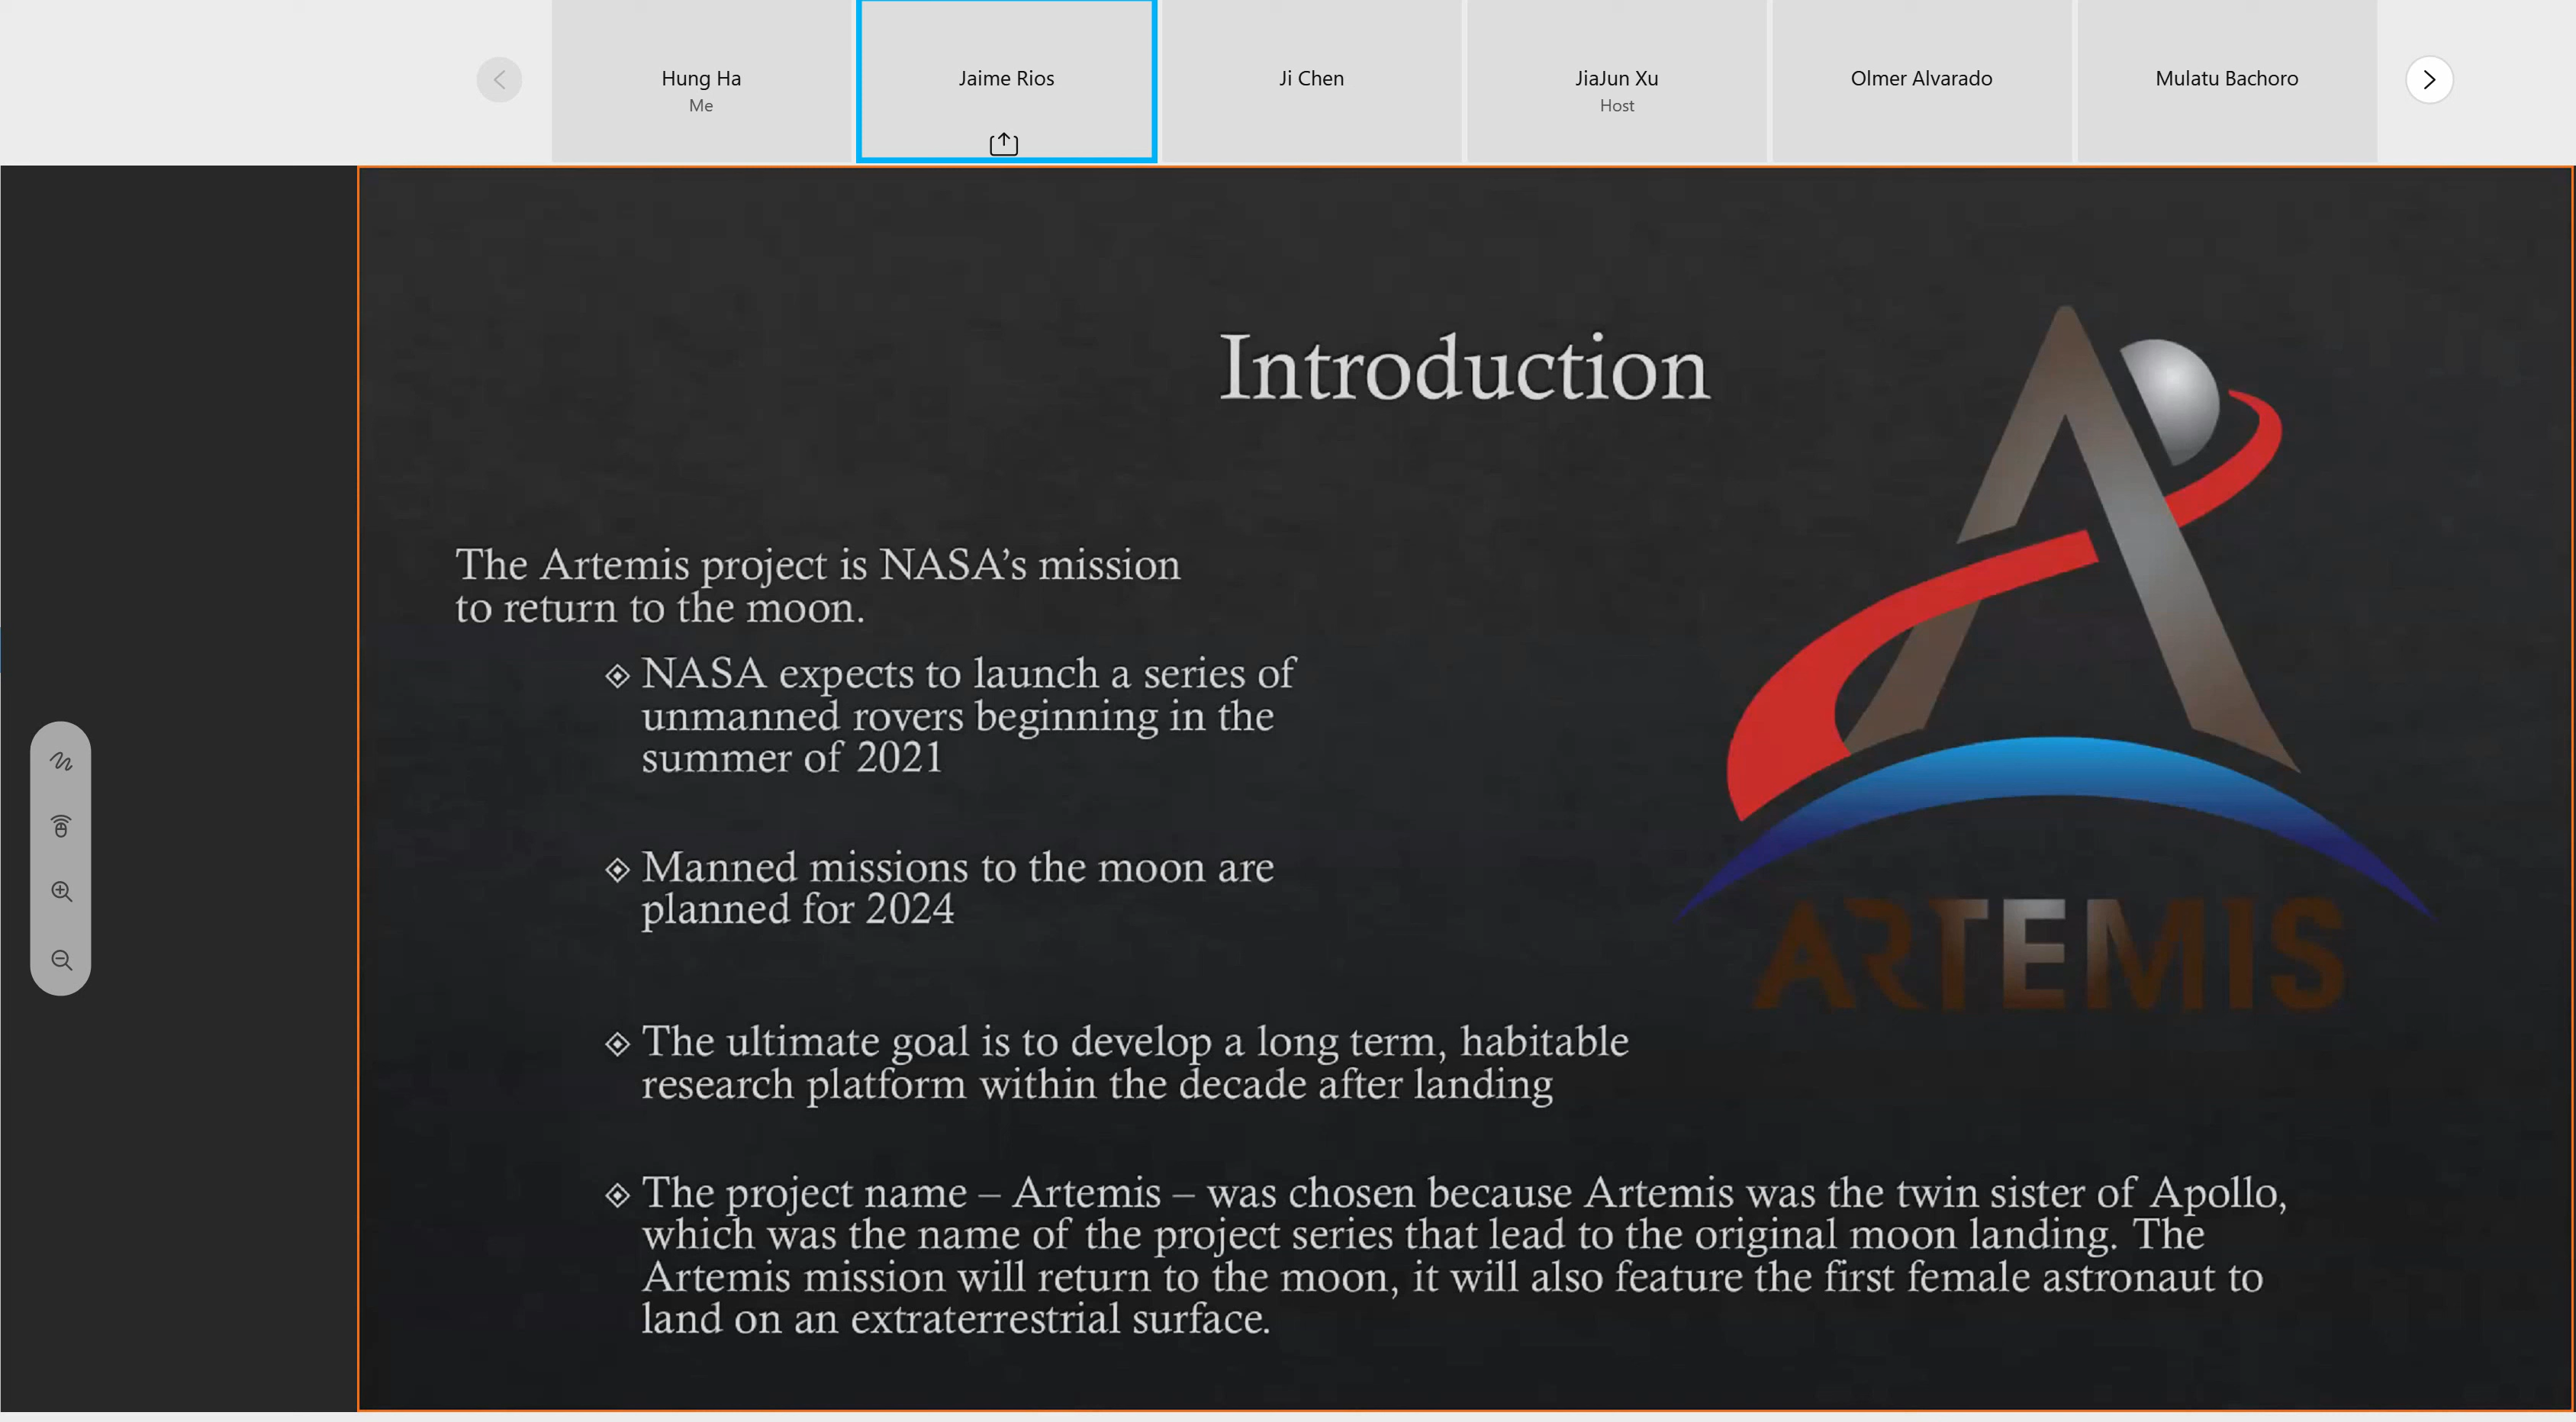 Hung Ha
Me
Jaime Rios
Ji Chen
JiaJun Xu
Host
Olmer Alvarado
Mulatu Bachoro
Introduction
The Artemis project is NASA's mission
to return to the moon.
NASA expects to launch a series of
unmanned rovers beginning in the
summer of 2021
Manned missions to the moon are
planned for 2024
The ultimate goal is to develop a long term, habitable
research platform within the decade after landing
The project name – Artemis – was chosen because Artemis was the twin sister of Apollo,
which was the name of the project series that lead to the original moon landing. The
Artemis mission will return to the moon, it will also feature the first female astronaut to
land on an extraterrestrial surface.
ARTEMIS